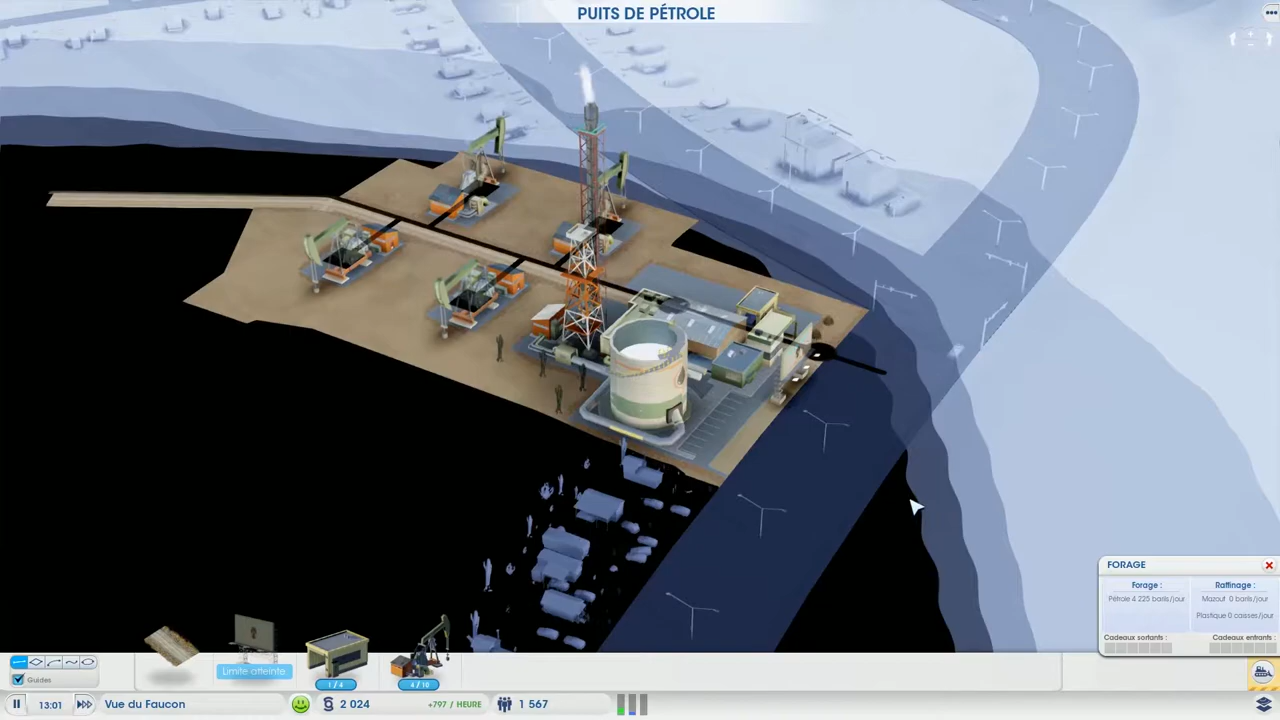 PUITS DE PÉTROLE
FORAGE
Forage :
Raffinage :
Pétrole 4 225 barils/jour
Mazout 0 barils/jour
Plastique 0 caisses/jour
Cadeaux sortants :
Cadeaux entrants :
Limite atteinte
Guides
1 / 4
4 / 10
13:01
Vue du Faucon
2 024
+797 / HEURE
1 567